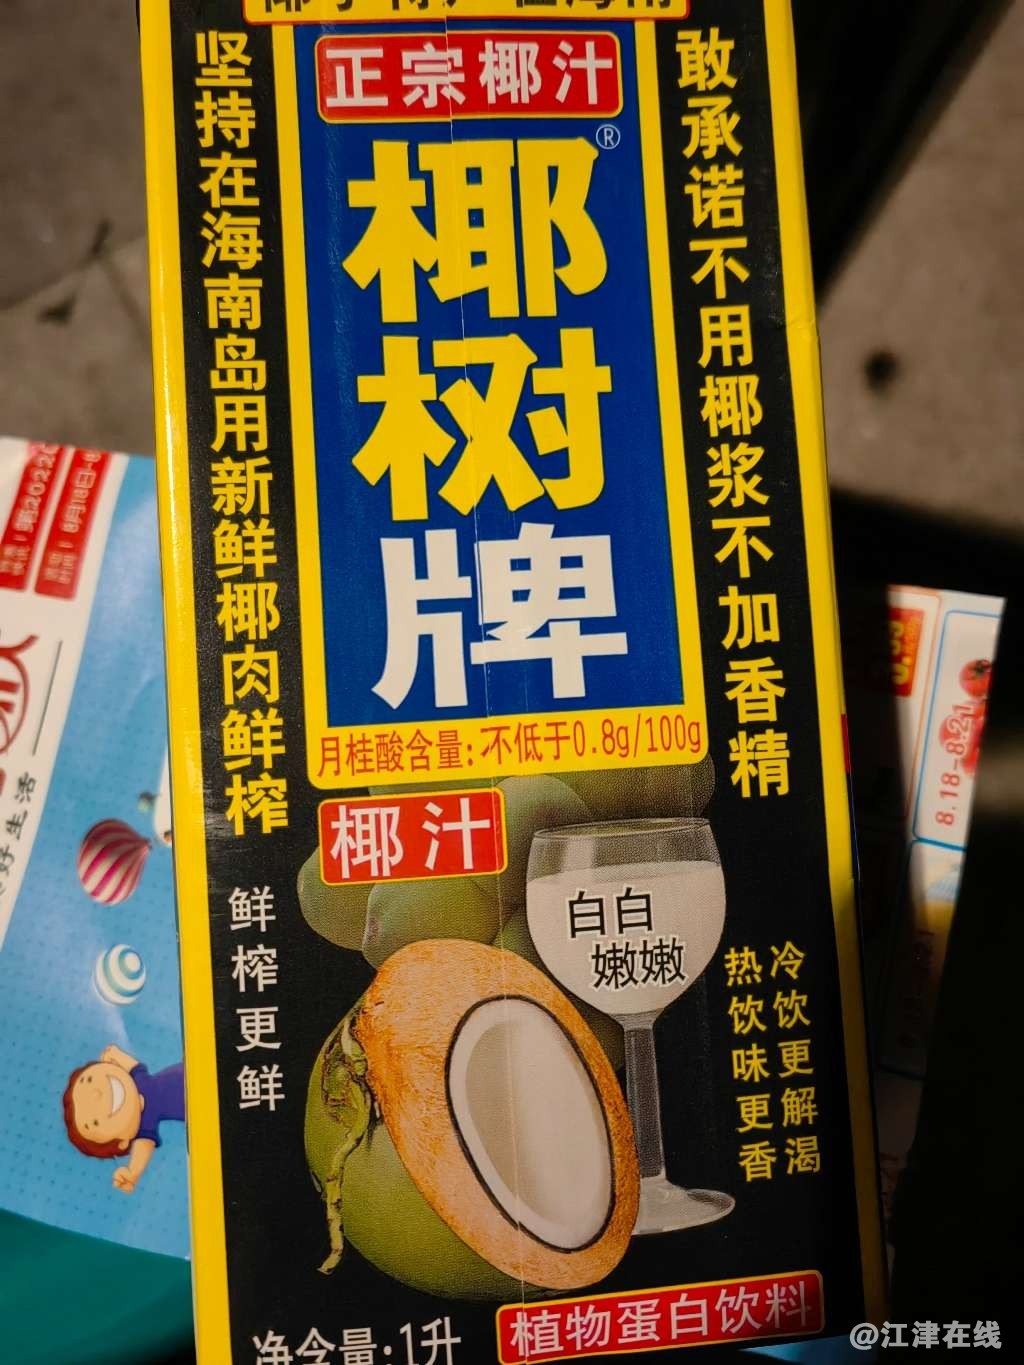 正宗椰汁
椰树牌
®
坚持在海南岛用新鲜椰肉鲜榨
敢承诺不用椰浆不加香精
月桂酸含量:不低于0.8g/100g
椰汁
白白
嫩嫩
鲜榨更鲜
冷饮更解渴
热饮味更香
净含量:1升
植物蛋白饮料
好生活
8.18-8.21
@江津在线